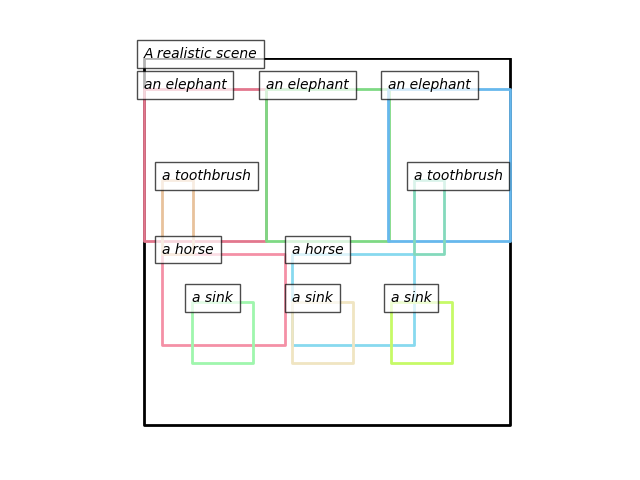 A realistic scene
an elephant
an elephant
an elephant
a toothbrush
a toothbrush
a horse
a horse
a sink
a sink
a sink